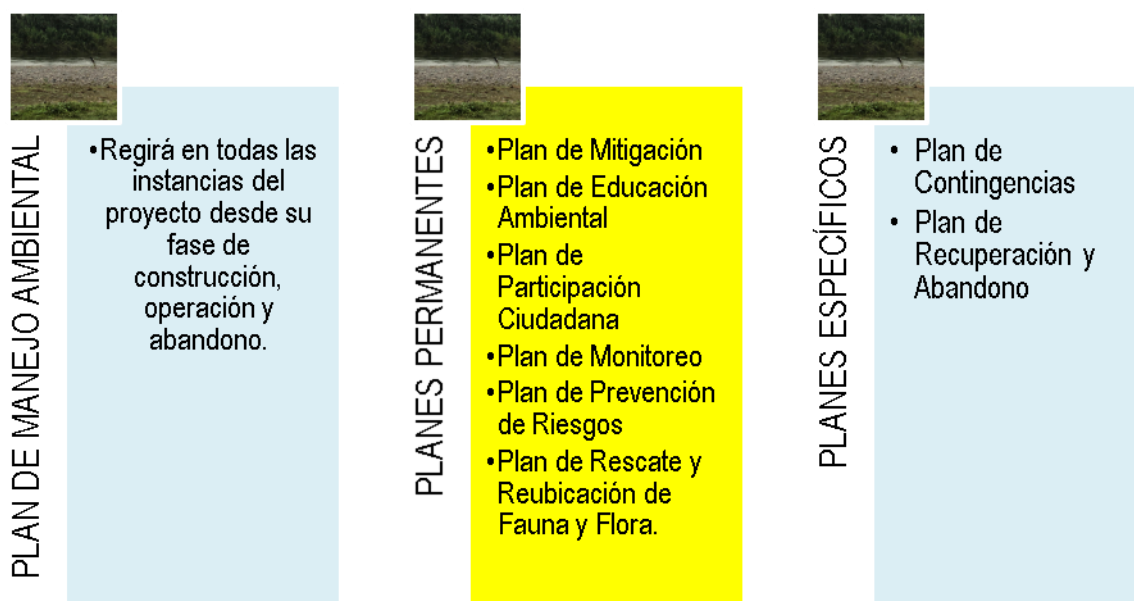 PLAN DE MANEJO AMBIENTAL
•Regirá en todas las
instancias del
proyecto desde su
fase de
construcción,
operación y
abandono.
PLANES PERMANENTES
•Plan de Mitigación
•Plan de Educación
Ambiental
•Plan de
Participación
Ciudadana
•Plan de Monitoreo
•Plan de Prevención
de Riesgos
•Plan de Rescate y
Reubicación de
Fauna y Flora.
PLANES ESPECÍFICOS
• Plan de
Contingencias
• Plan de
Recuperación y
Abandono